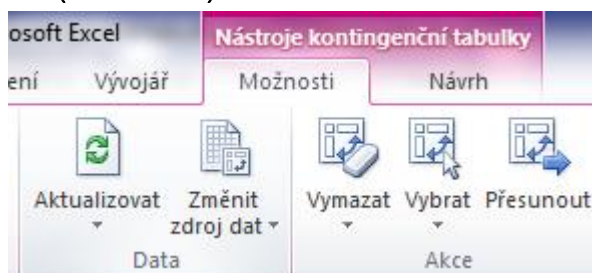 osoft Excel
Nástroje kontingenční tabulky
ení Vývojář Možnosti Návrh
Aktualizovat Změnit zdroj dat Vymazat Vybrat Přesunout
Data Akce